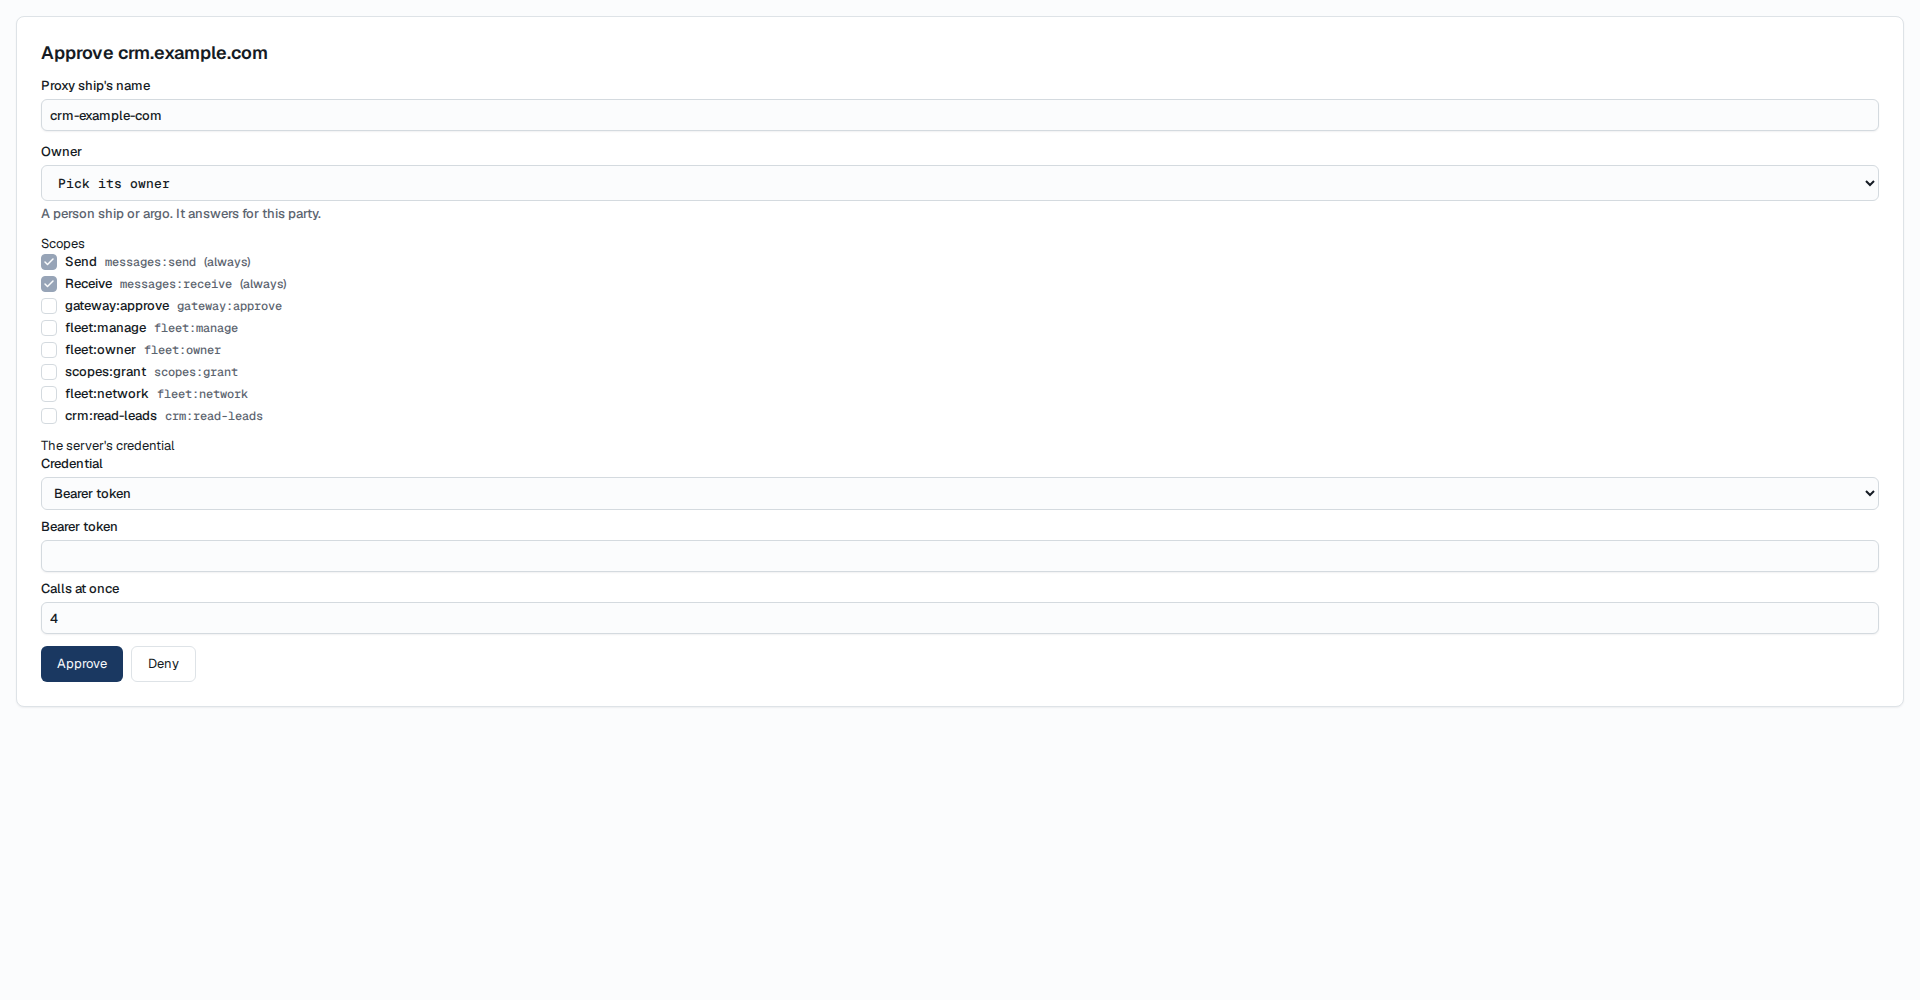 Approve crm.example.com
Proxy ship's name
crm-example-com
Owner
Pick its owner
A person ship or argo. It answers for this party.
Scopes
Send messages:send (always)
Receive messages:receive (always)
gateway:approve gateway:approve
fleet:manage fleet:manage
fleet:owner fleet:owner
scopes:grant scopes:grant
fleet:network fleet:network
crm:read-leads crm:read-leads
The server's credential
Credential
Bearer token
Bearer token
Calls at once
4
Approve Deny